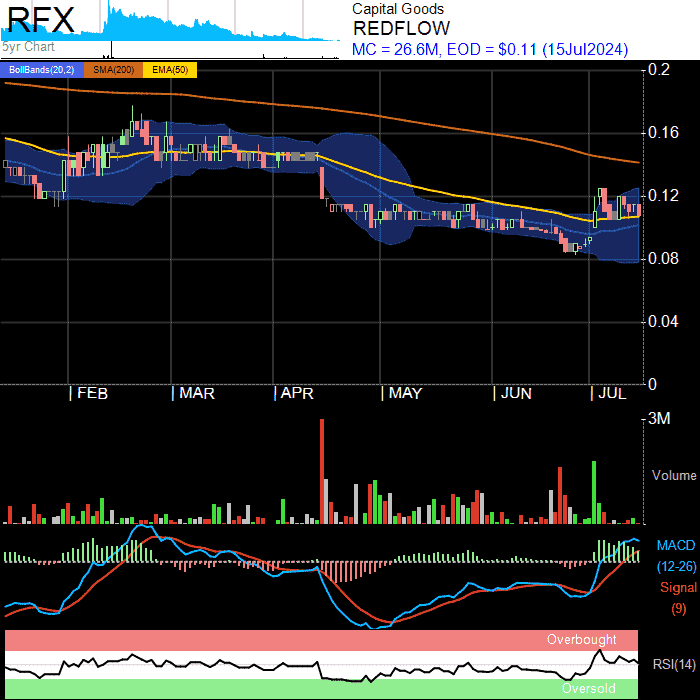 RFX
5yr Chart
Capital Goods
REDFLOW
MC = 26.6M, EOD = $0.11 (15Jul2024)
BollBands(20,2) SMA(200) EMA(50)
0.2
0.16
0.12
0.08
0.04
0
| FEB | MAR | APR | MAY | JUN | JUL
3M
Volume
MACD
(12-26)
Signal
(9)
Overbought
RSI(14)
Oversold